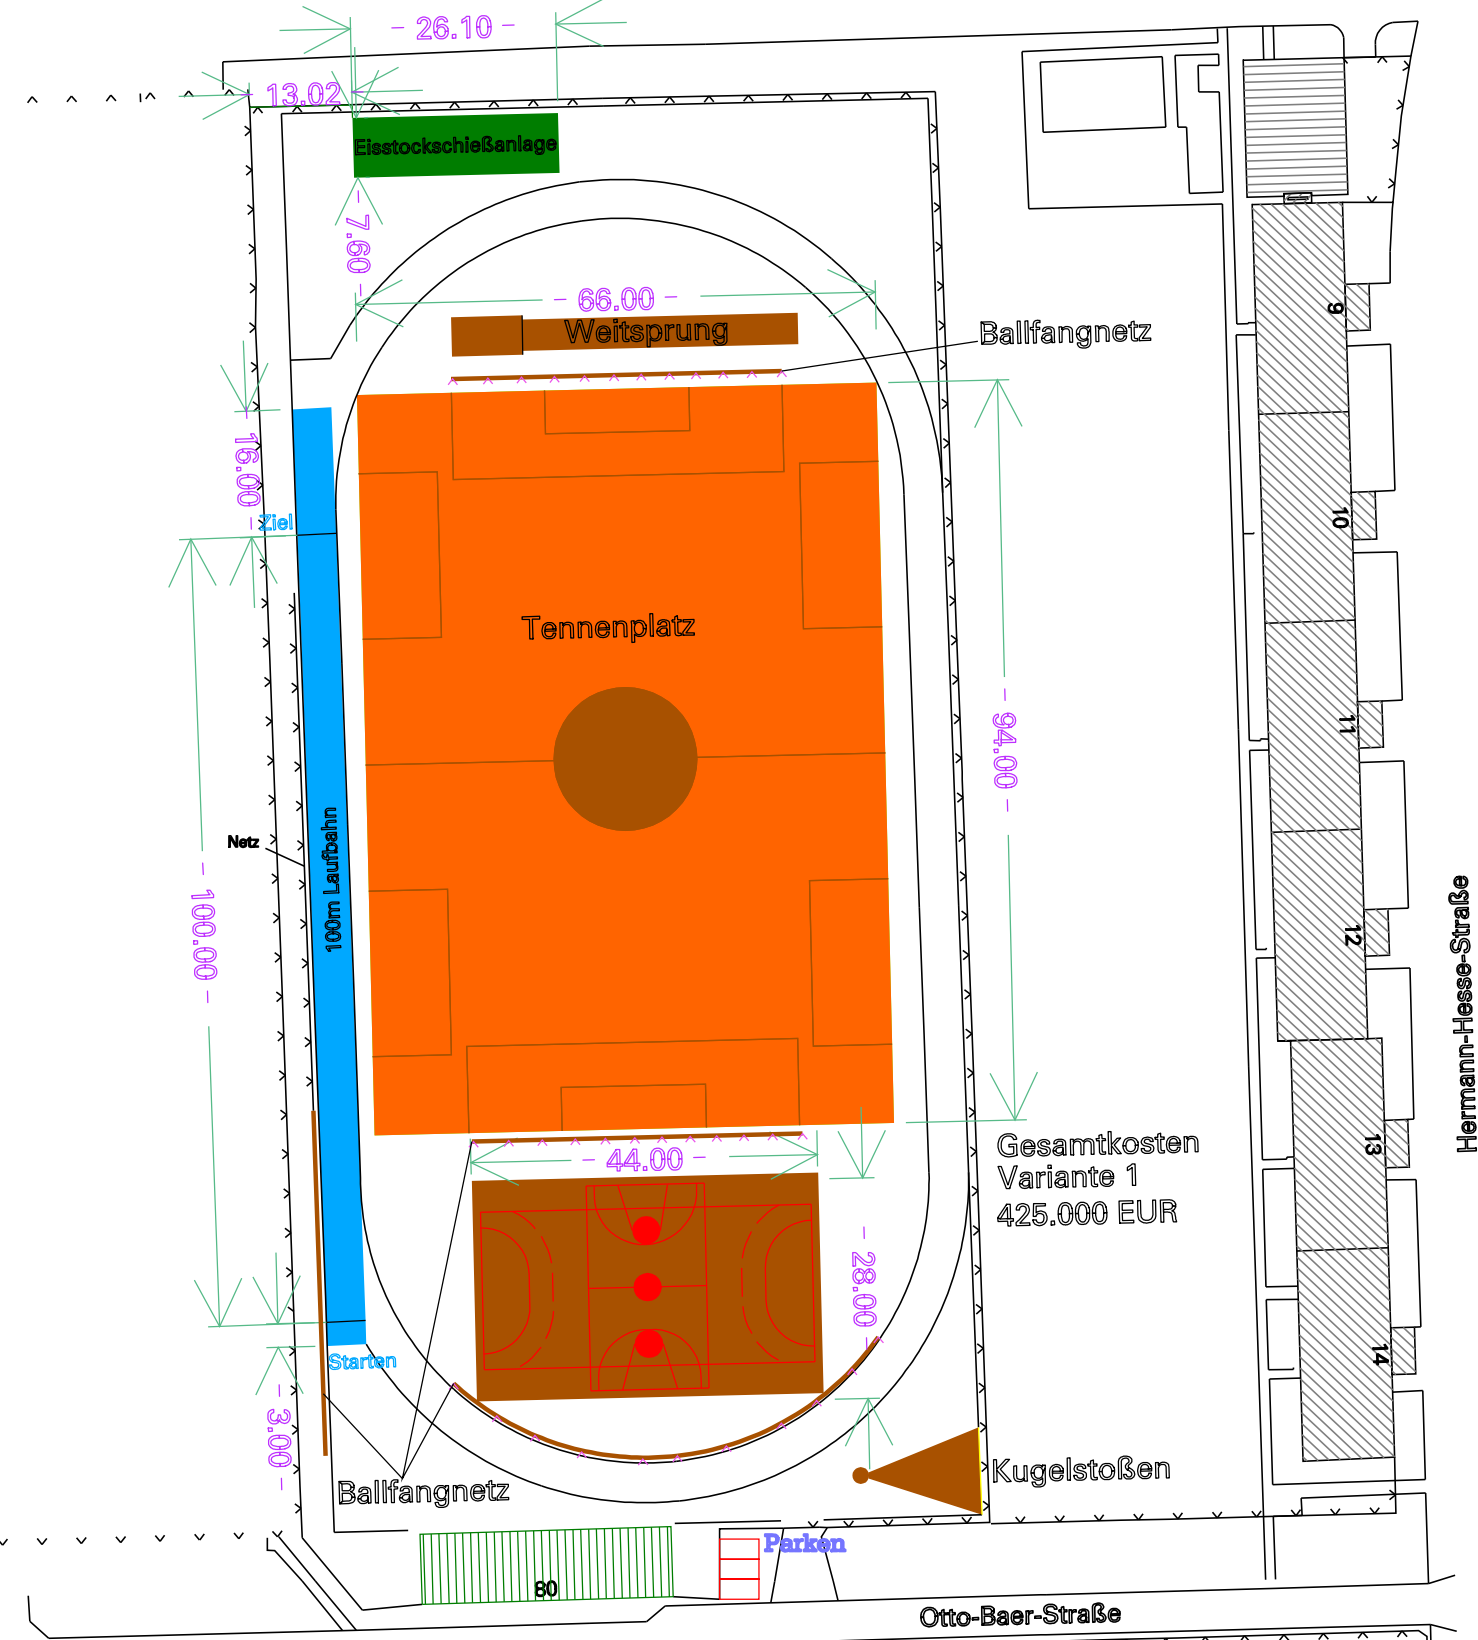 - 26.10 -
- 13.02
Eisstockschießanlage
- 7.60 -
- 66.00 -
Weitsprung
Ballfangnetz
9
- 16.00 -
Ziel
10
Tennenplatz
- 94.00 -
11
Netz
100m Laufbahn
- 100.00 -
12
Hermann-Hesse-Straße
13
Gesamtkosten
Variante 1
425.000 EUR
- 44.00 -
- 28.00 -
14
Starten
- 3.00 -
Ballfangnetz
Kugelstoßen
Parken
80
Otto-Baer-Straße